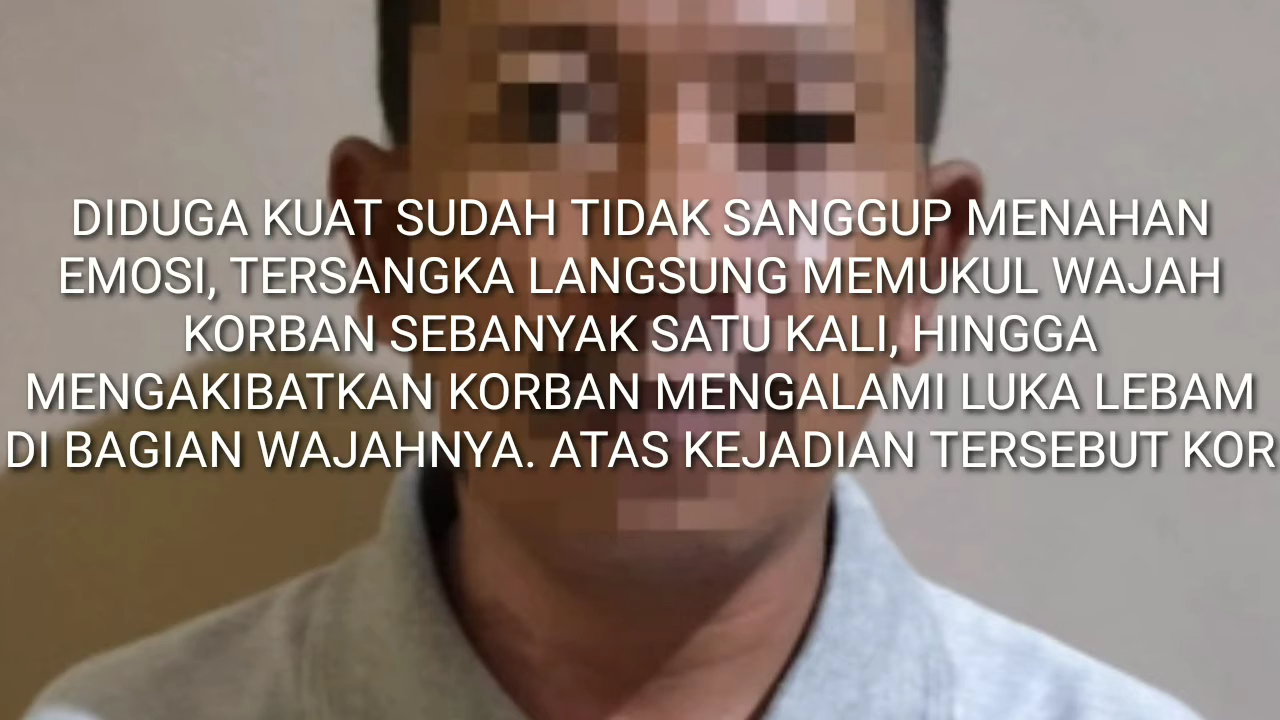 DIDUGA KUAT SUDAH TIDAK SANGGUP MENAHAN
EMOSI, TERSANGKA LANGSUNG MEMUKUL WAJAH
KORBAN SEBANYAK SATU KALI, HINGGA
MENGAKIBATKAN KORBAN MENGALAMI LUKA LEBAM
DI BAGIAN WAJAHNYA. ATAS KEJADIAN TERSEBUT KOR